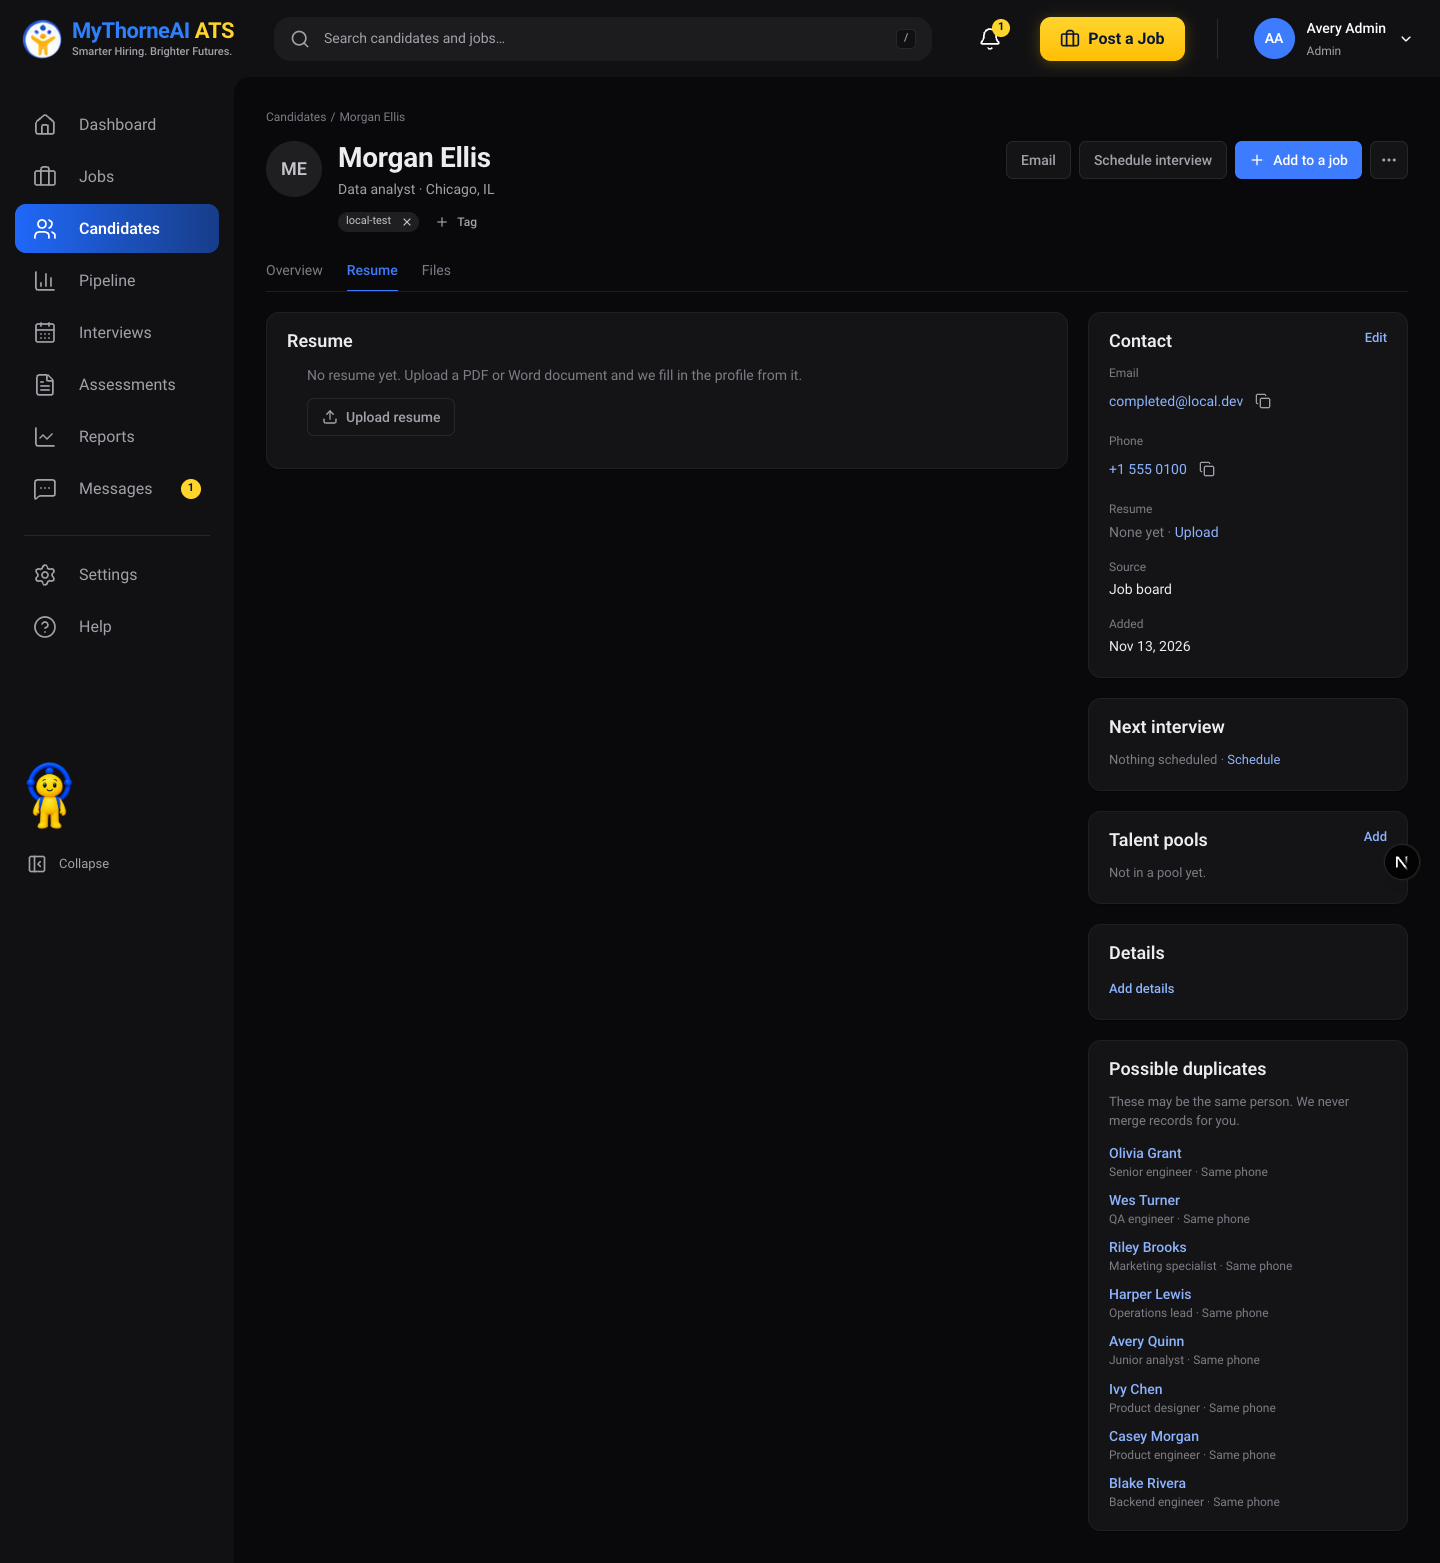 MyThorneAI ATS
Smarter Hiring. Brighter Futures.
Search candidates and jobs...
/
1
Post a Job
AA
Avery Admin
Admin
Dashboard
Jobs
Candidates
Pipeline
Interviews
Assessments
Reports
Messages
1
Settings
Help
Collapse
Candidates / Morgan Ellis
ME
Morgan Ellis
Data analyst · Chicago, IL
local-test
Tag
Email
Schedule interview
Add to a job
Overview
Resume
Files
Resume
No resume yet. Upload a PDF or Word document and we fill in the profile from it.
Upload resume
Contact
Edit
Email
completed@local.dev
Phone
+1 555 0100
Resume
None yet · Upload
Source
Job board
Added
Nov 13, 2026
Next interview
Nothing scheduled · Schedule
Talent pools
Add
Not in a pool yet.
N
Details
Add details
Possible duplicates
These may be the same person. We never
merge records for you.
Olivia Grant
Senior engineer · Same phone
Wes Turner
QA engineer · Same phone
Riley Brooks
Marketing specialist · Same phone
Harper Lewis
Operations lead · Same phone
Avery Quinn
Junior analyst · Same phone
Ivy Chen
Product designer · Same phone
Casey Morgan
Product engineer · Same phone
Blake Rivera
Backend engineer · Same phone